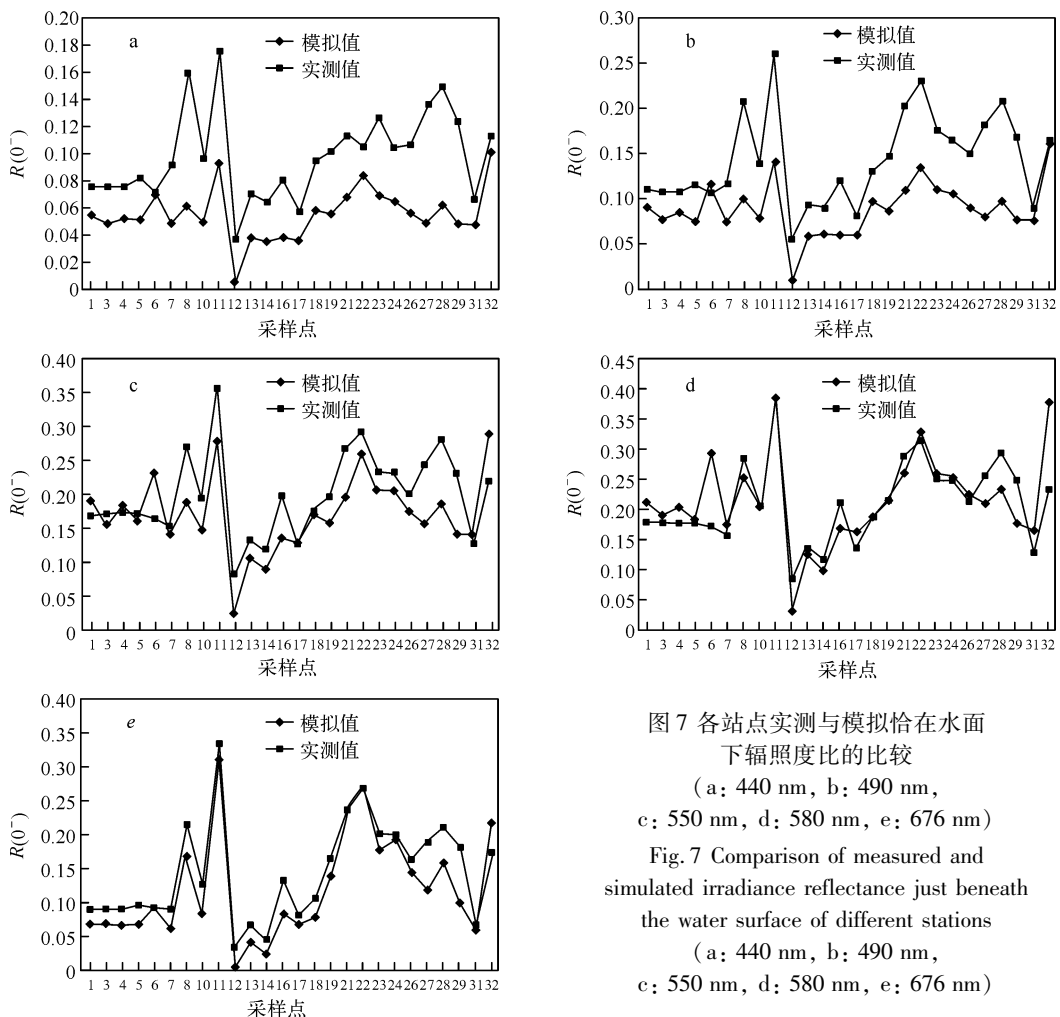 0.20
0.18
0.16
0.14
0.12
0.10
0.08
0.06
0.04
0.02
0
R(0⁻)
a
模拟值
实测值
1 3 4 5 6 7 8 10 11 12 13 14 16 17 18 19 21 22 23 24 26 27 28 29 31 32
采样点
0.30
0.25
0.20
0.15
0.10
0.05
0
R(0⁻)
b
模拟值
实测值
1 3 4 5 6 7 8 10 11 12 13 14 16 17 18 19 21 22 23 24 26 27 28 29 31 32
采样点
0.40
0.35
0.30
0.25
0.20
0.15
0.10
0.05
0
R(0⁻)
c
模拟值
实测值
1 3 4 5 6 7 8 10 11 12 13 14 16 17 18 19 21 22 23 24 26 27 28 29 31 32
采样点
0.45
0.40
0.35
0.30
0.25
0.20
0.15
0.10
0.05
0
R(0⁻)
d
模拟值
实测值
1 3 4 5 6 7 8 10 11 12 13 14 16 17 18 19 21 22 23 24 26 27 28 29 31 32
采样点
0.40
0.35
0.30
0.25
0.20
0.15
0.10
0.05
0
R(0⁻)
e
模拟值
实测值
1 3 4 5 6 7 8 10 11 12 13 14 16 17 18 19 21 22 23 24 26 27 28 29 31 32
采样点
图 7 各站点实测与模拟恰在水面
下辐照度比的比较
(a: 440 nm, b: 490 nm,
c: 550 nm, d: 580 nm, e: 676 nm)
Fig. 7 Comparison of measured and
simulated irradiance reflectance just beneath
the water surface of different stations
(a: 440 nm, b: 490 nm,
c: 550 nm, d: 580 nm, e: 676 nm)